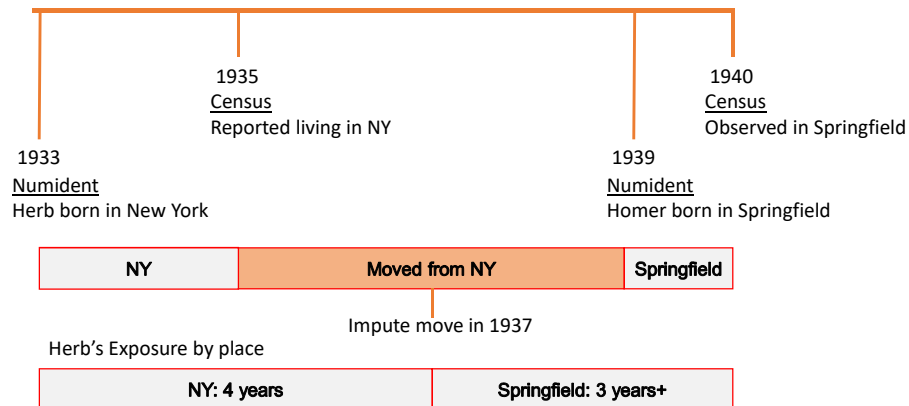 1935
Census
Reported living in NY
1940
Census
Observed in Springfield
1933
Numident
Herb born in New York
1939
Numident
Homer born in Springfield
NY
Moved from NY
Springfield
Impute move in 1937
Herb's Exposure by place
NY: 4 years
Springfield: 3 years+